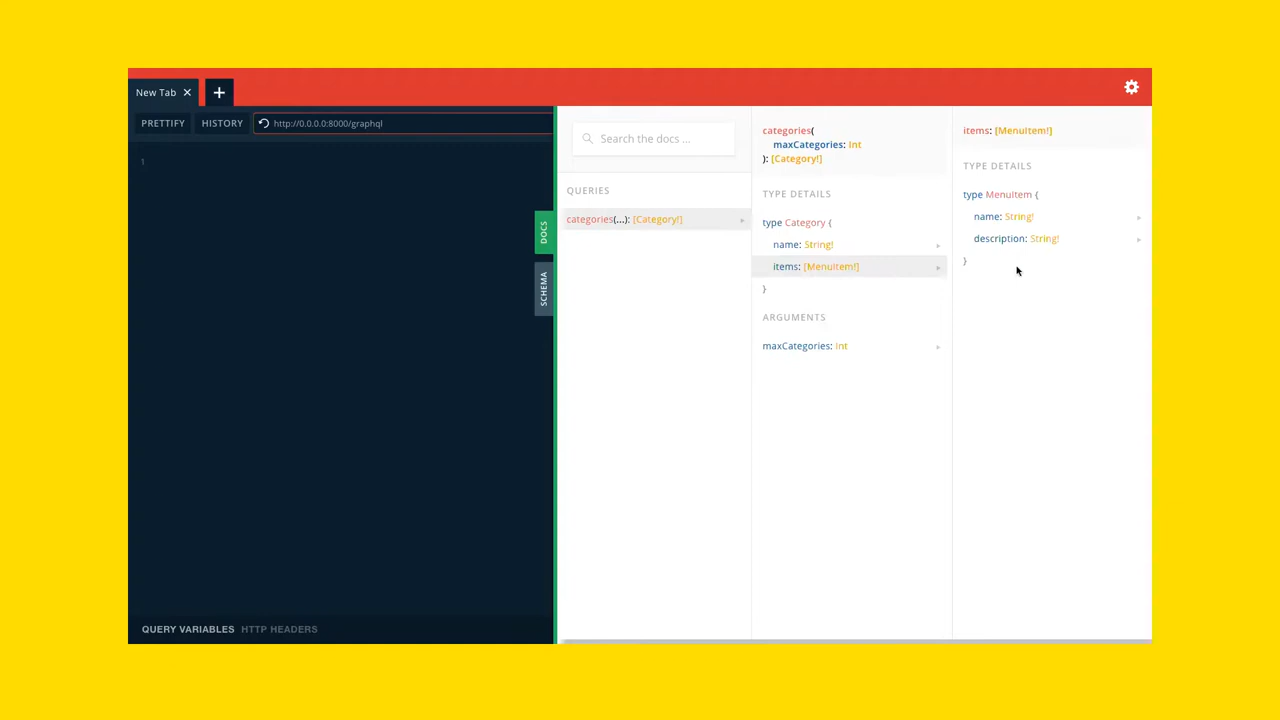 New Tab
PRETTIFY HISTORY http://0.0.0.0:8000/graphql
1
DOCS
SCHEMA
QUERY VARIABLES HTTP HEADERS
Search the docs ...
QUERIES
categories(...): [Category!]
categories(
maxCategories: Int
): [Category!]
TYPE DETAILS
type Category {
name: String!
items: [MenuItem!]
}
ARGUMENTS
maxCategories: Int
items: [MenuItem!]
TYPE DETAILS
type MenuItem {
name: String!
description: String!
}